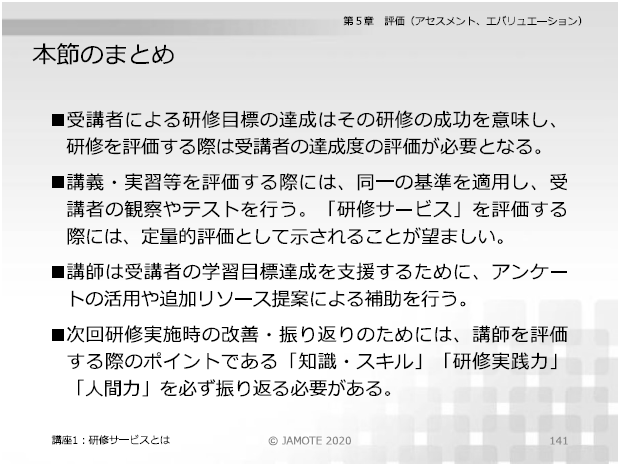 第５章　評価（アセスメント、エバリュエーション）
本節のまとめ
■受講者による研修目標の達成はその研修の成功を意味し、
研修を評価する際は受講者の達成度の評価が必要となる。
■講義・実習等を評価する際には、同一の基準を適用し、受
講者の観察やテストを行う。「研修サービス」を評価する
際には、定量的評価として示されることが望ましい。
■講師は受講者の学習目標達成を支援するために、アンケー
トの活用や追加リソース提案による補助を行う。
■次回研修実施時の改善・振り返りのためには、講師を評価
する際のポイントである「知識・スキル」「研修実践力」
「人間力」を必ず振り返る必要がある。
講座1：研修サービスとは
© JAMOTE 2020
141